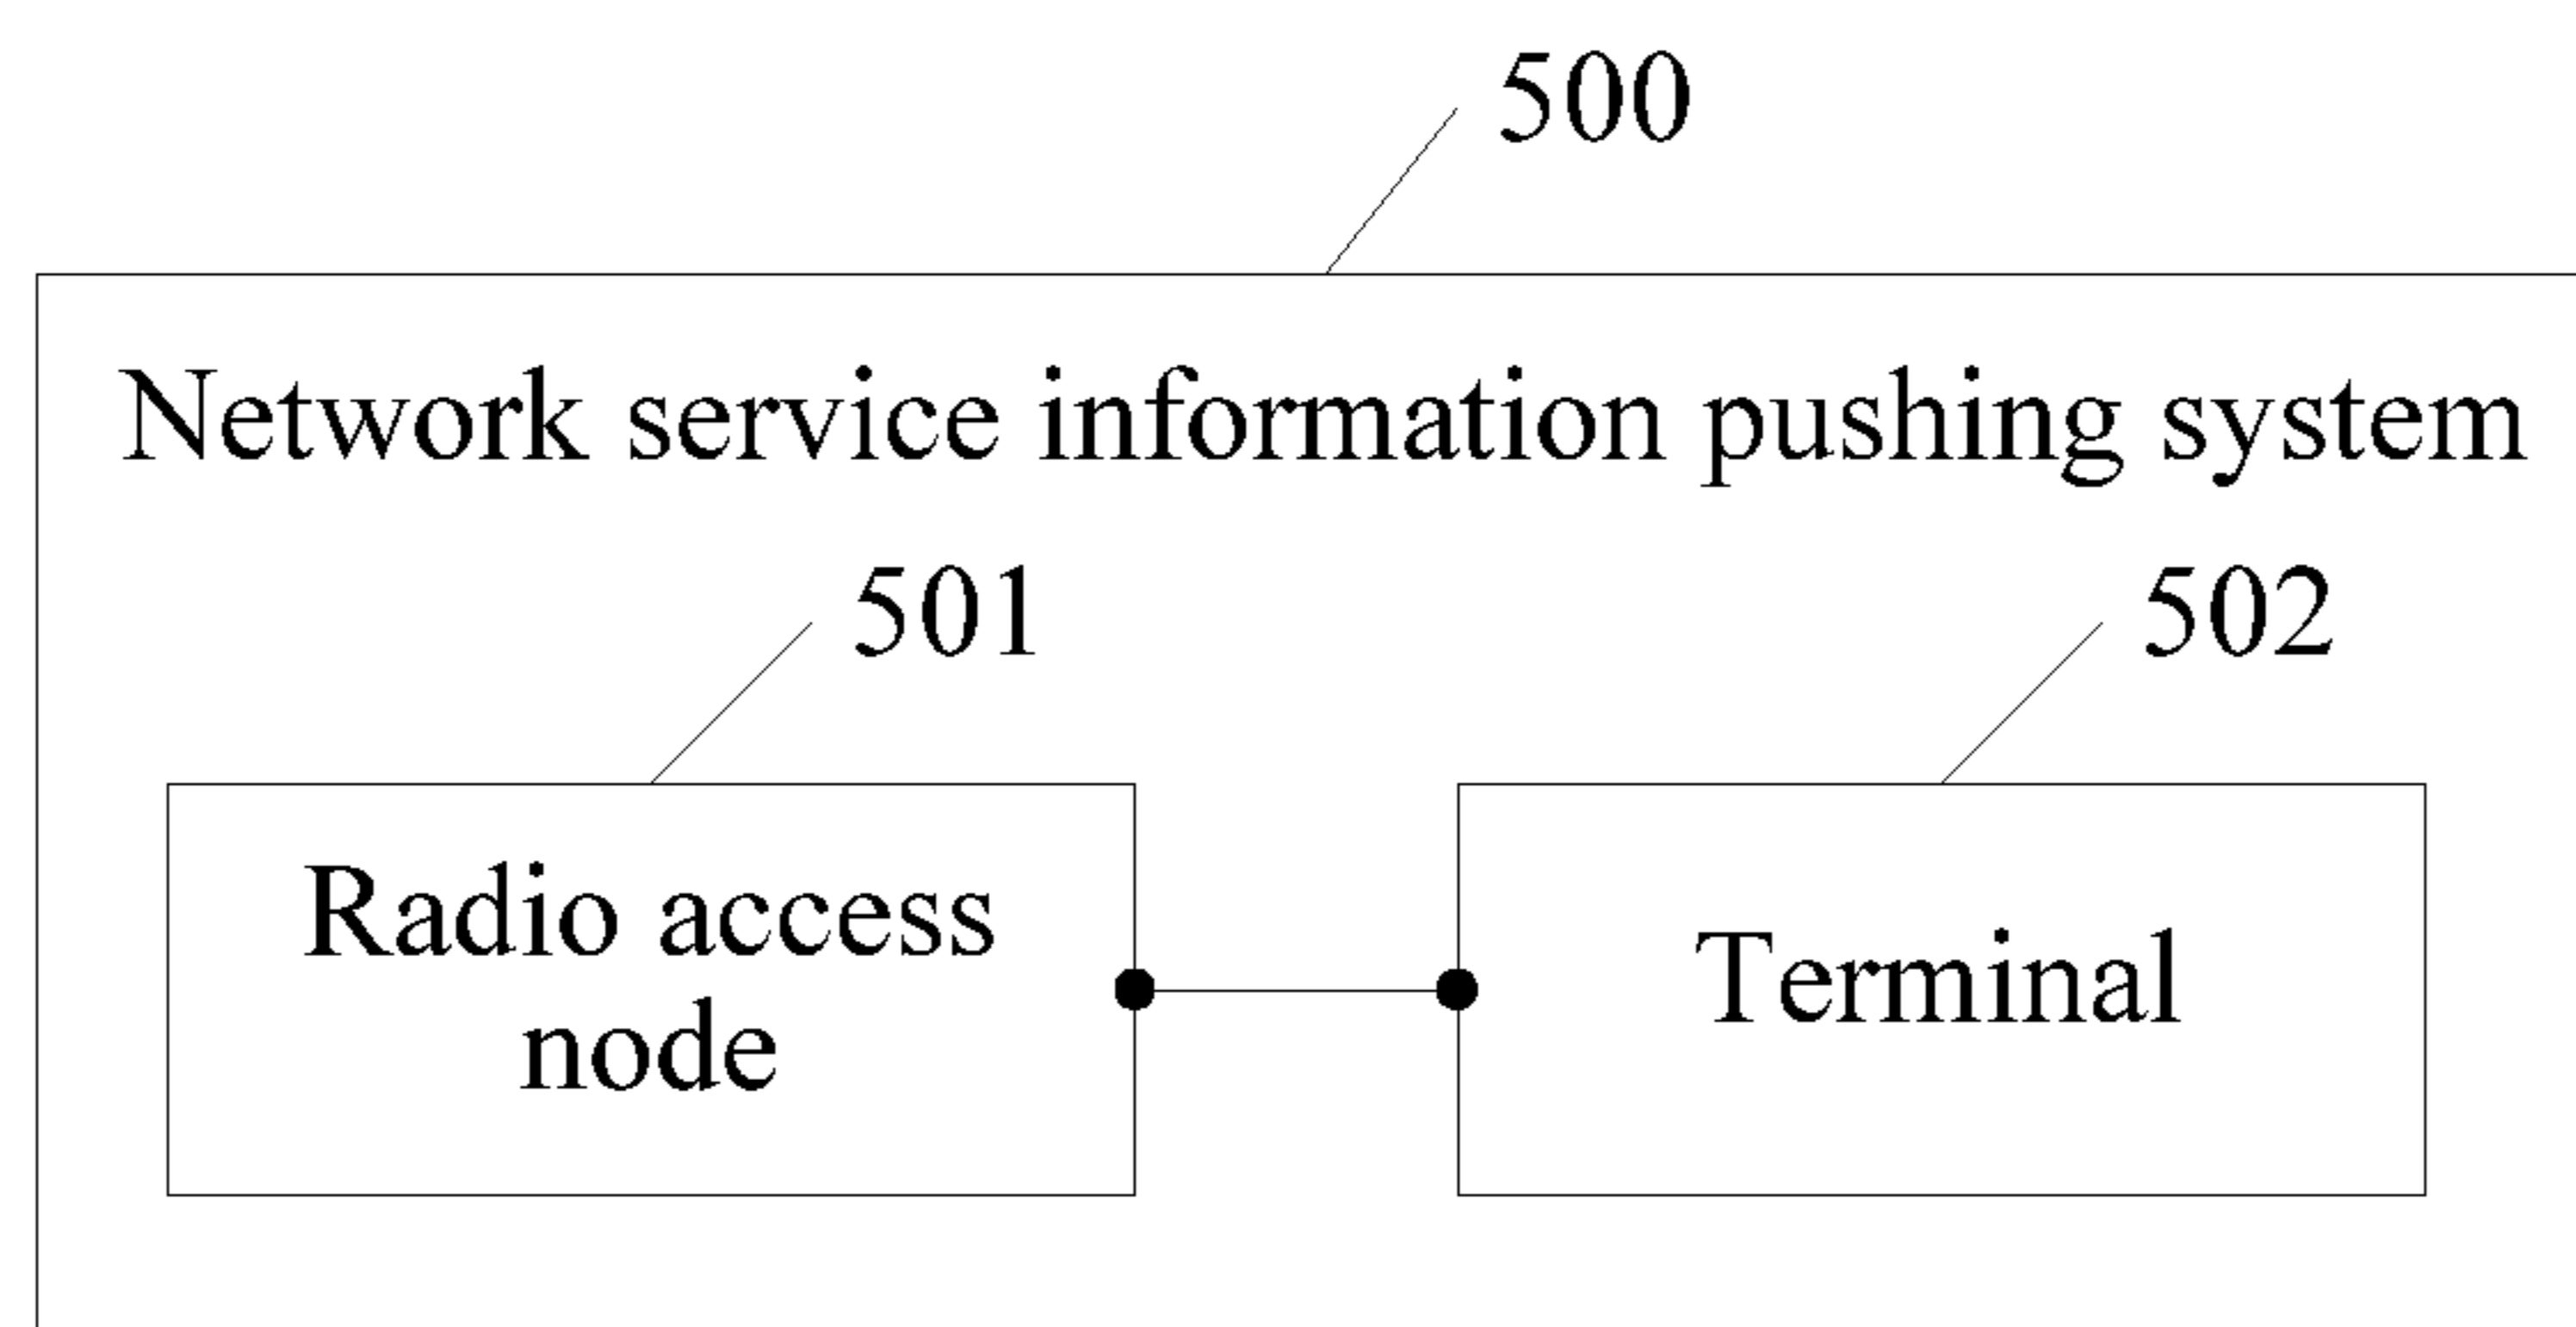 500
Network service information pushing system
501
502
Radio access
node
Terminal